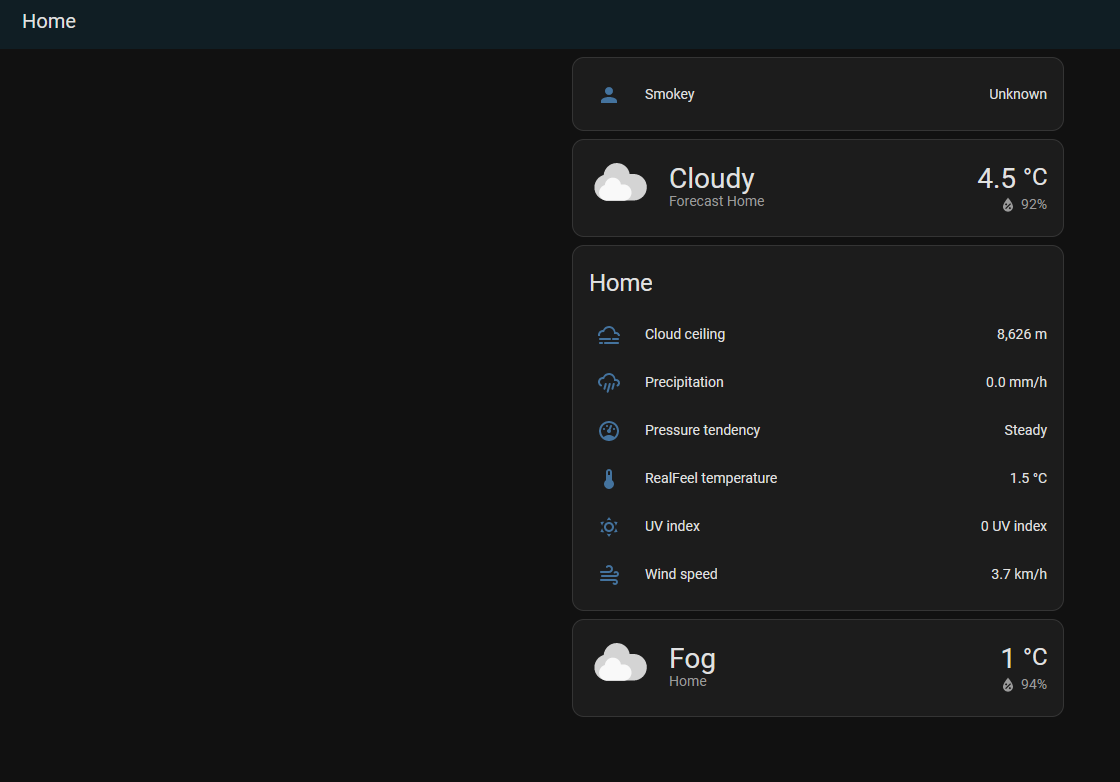 Home
Smokey Unknown
Cloudy 4.5 °C
Forecast Home 92%
Home
Cloud ceiling 8,626 m
Precipitation 0.0 mm/h
Pressure tendency Steady
RealFeel temperature 1.5 °C
UV index 0 UV index
Wind speed 3.7 km/h
Fog 1 °C
Home 94%